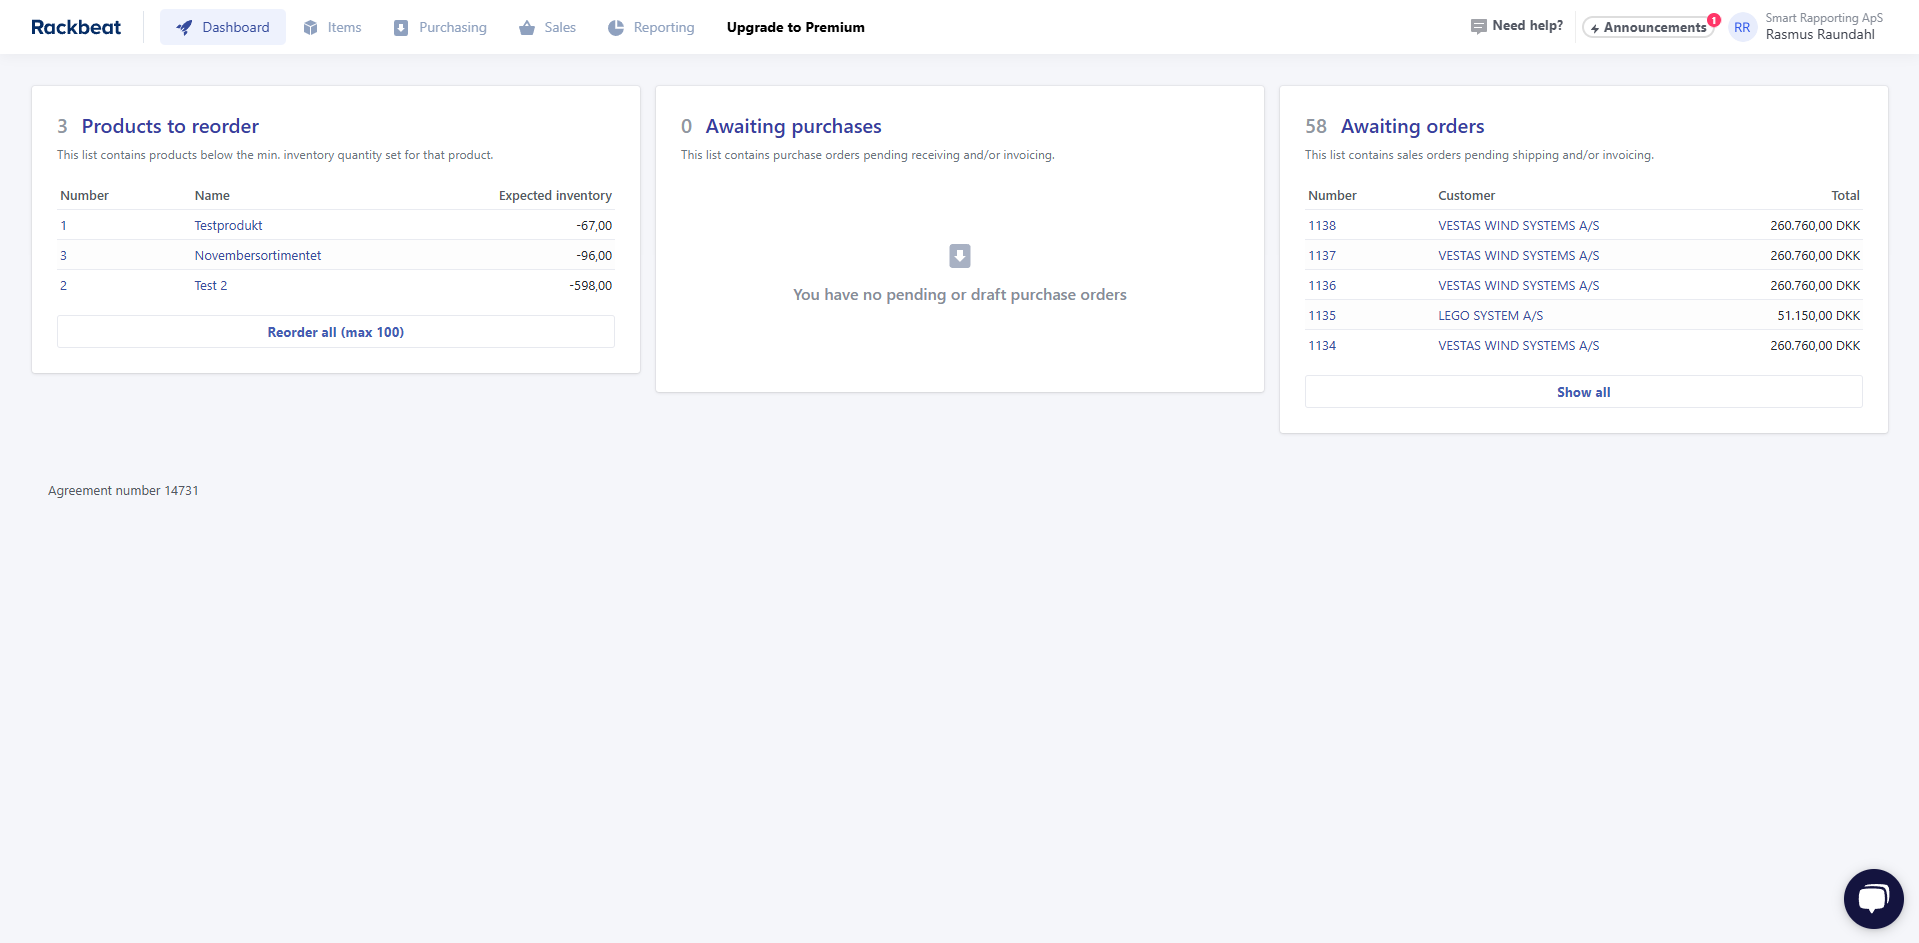 Rackbeat Dashboard Items Purchasing Sales Reporting Upgrade to Premium Need help? Announcements 1 RR Smart Rapporting ApS
Rasmus Raundahl
3 Products to reorder
This list contains products below the min. inventory quantity set for that product.
Number Name Expected inventory
1 Testprodukt -67,00
3 Novembersortimentet -96,00
2 Test 2 -598,00
Reorder all (max 100)
0 Awaiting purchases
This list contains purchase orders pending receiving and/or invoicing.
You have no pending or draft purchase orders
58 Awaiting orders
This list contains sales orders pending shipping and/or invoicing.
Number Customer Total
1138 VESTAS WIND SYSTEMS A/S 260.760,00 DKK
1137 VESTAS WIND SYSTEMS A/S 260.760,00 DKK
1136 VESTAS WIND SYSTEMS A/S 260.760,00 DKK
1135 LEGO SYSTEM A/S 51.150,00 DKK
1134 VESTAS WIND SYSTEMS A/S 260.760,00 DKK
Show all
Agreement number 14731